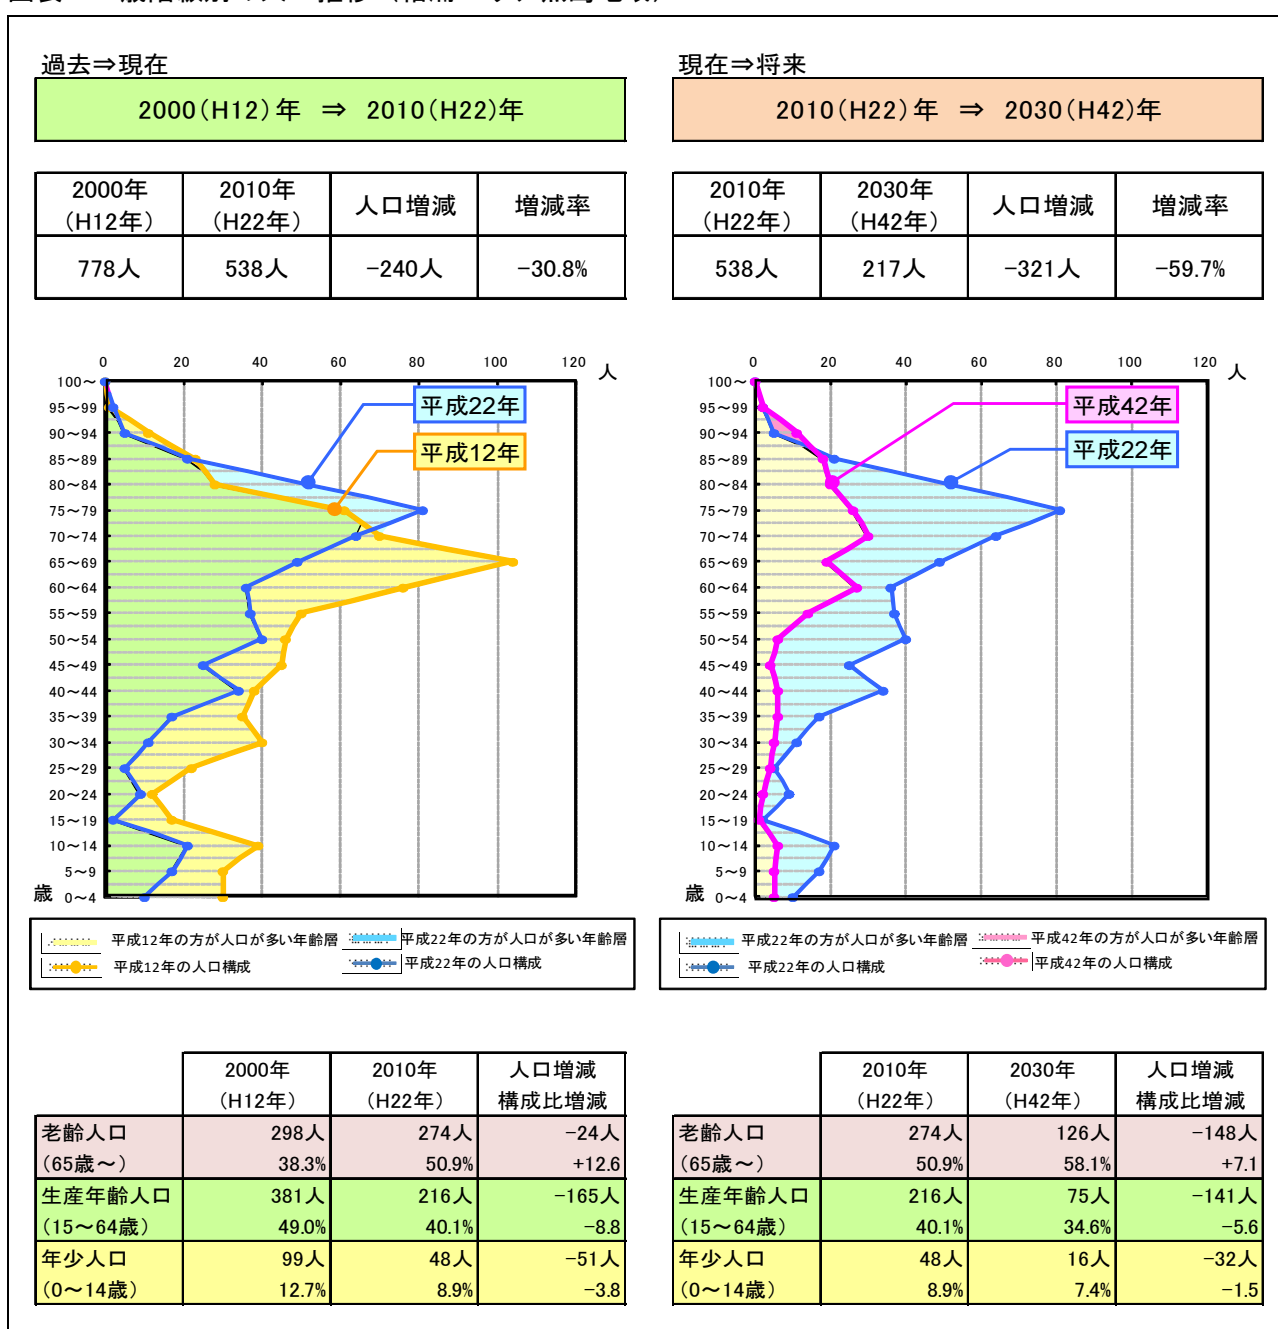 過去⇒現在
2000(H12)年 ⇒ 2010(H22)年
2000年 2010年 人口増減 増減率
(H12年) (H22年)
778人 538人 −240人 −30.8%
0 20 40 60 80 100 120 人
100~
95~99
90~94
85~89
80~84
75~79
70~74
65~69
60~64
55~59
50~54
45~49
40~44
35~39
30~34
25~29
20~24
15~19
10~14
5~9
歳 0~4
平成22年
平成12年
平成12年の方が人口が多い年齢層 平成22年の方が人口が多い年齢層
平成12年の人口構成 平成22年の人口構成
2000年 2010年 人口増減
(H12年) (H22年) 構成比増減
老齢人口 298人 274人 −24人
(65歳~) 38.3% 50.9% +12.6
生産年齢人口 381人 216人 −165人
(15~64歳) 49.0% 40.1% −8.8
年少人口 99人 48人 −51人
(0~14歳) 12.7% 8.9% −3.8
現在⇒将来
2010(H22)年 ⇒ 2030(H42)年
2010年 2030年 人口増減 増減率
(H22年) (H42年)
538人 217人 −321人 −59.7%
0 20 40 60 80 100 120 人
100~
95~99
90~94
85~89
80~84
75~79
70~74
65~69
60~64
55~59
50~54
45~49
40~44
35~39
30~34
25~29
20~24
15~19
10~14
5~9
歳 0~4
平成42年
平成22年
平成22年の方が人口が多い年齢層 平成42年の方が人口が多い年齢層
平成22年の人口構成 平成42年の人口構成
2010年 2030年 人口増減
(H22年) (H42年) 構成比増減
老齢人口 274人 126人 −148人
(65歳~) 50.9% 58.1% +7.1
生産年齢人口 216人 75人 −141人
(15~64歳) 40.1% 34.6% −5.6
年少人口 48人 16人 −32人
(0~14歳) 8.9% 7.4% −1.5